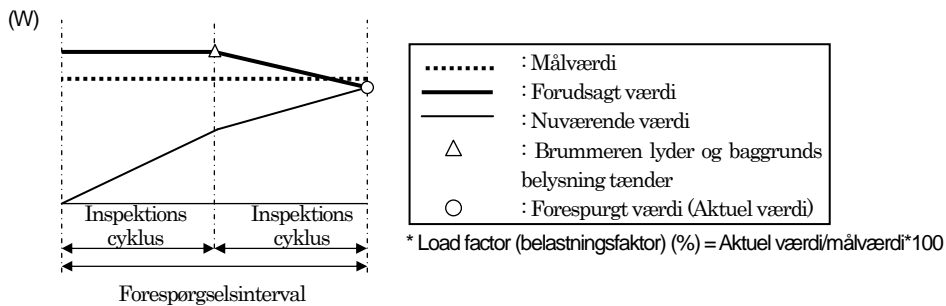 (W)
Inspektions
cyklus
Inspektions
cyklus
Forespørgselsinterval
: Målværdi
: Forudsagt værdi
: Nuværende værdi
: Brummeren lyder og baggrunds
belysning tænder
: Forespurgt værdi (Aktuel værdi)
* Load factor (belastningsfaktor) (%) = Aktuel værdi/målværdi*100